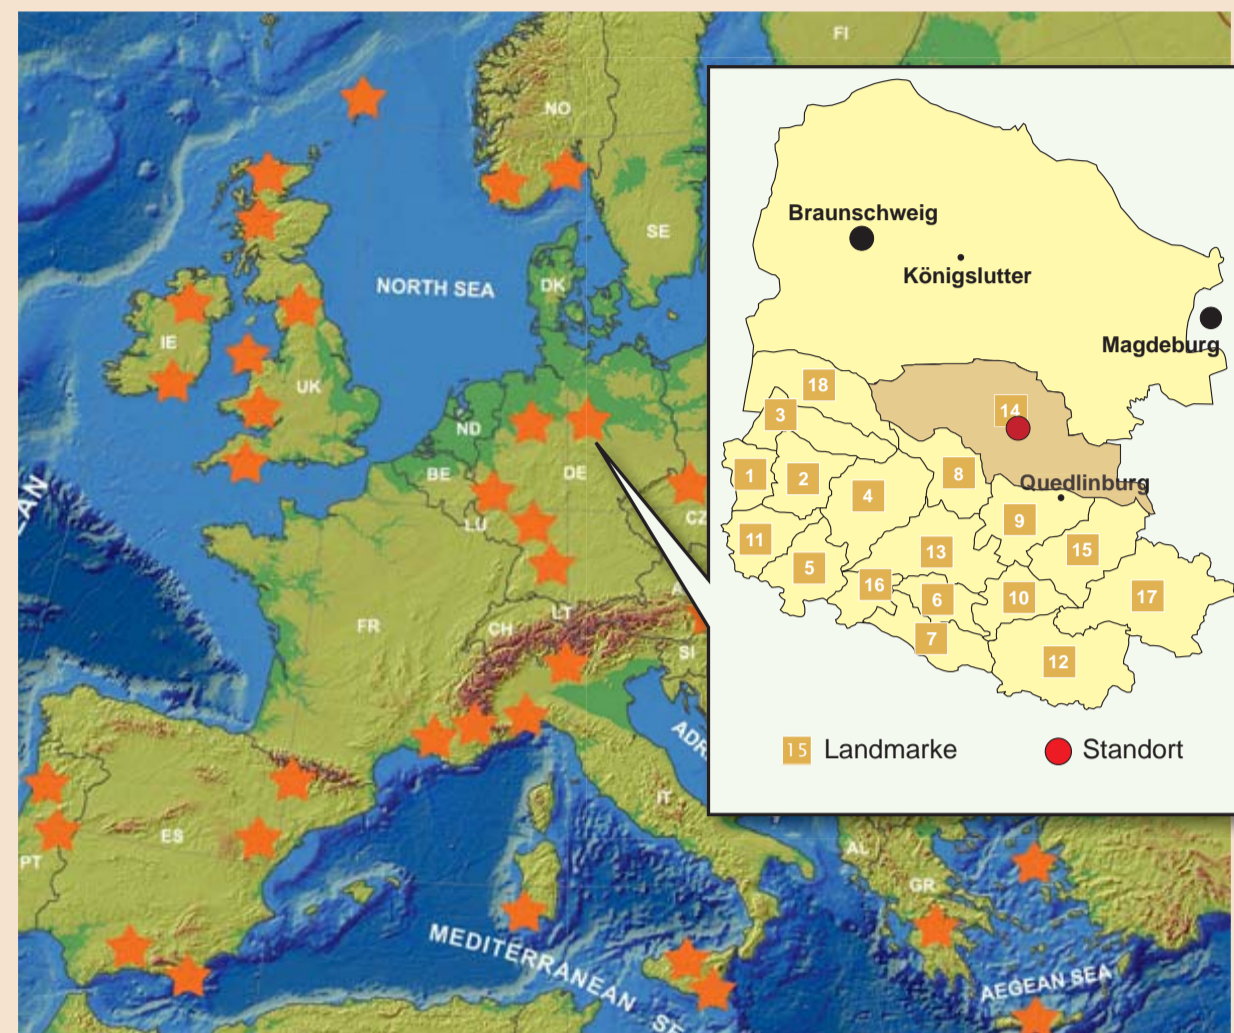 FI
NO
SE
NORTH SEA
DK
IE
UK
ND
BE
DE
LU
CZ
FR
LT
CH
SI
ADR
IT
ES
PT
AL
GR
MEDITERRANEAN SE
AEGEAN SEA
EAN
Braunschweig
Königslutter
Magdeburg
18
3
14
1
2
4
8
Quedlinburg
9
11
5
13
15
16
6
10
17
7
12
15 Landmarke
Standort